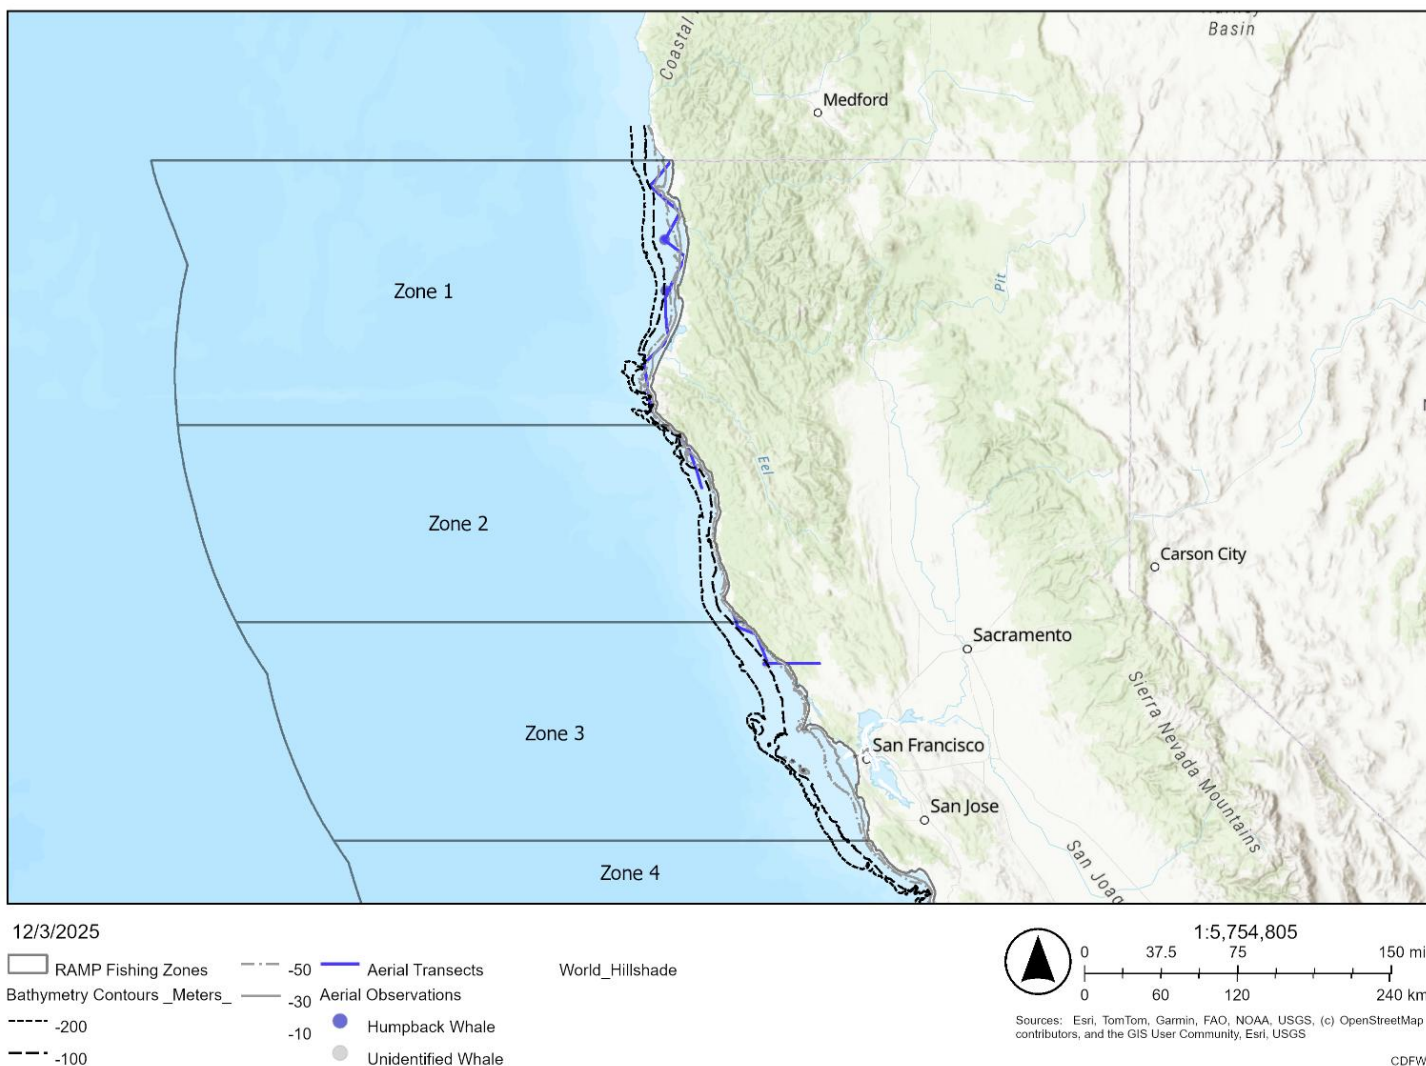 Basin
Coastal
Medford
Zone 1
Pit
Zone 2
Eel
Carson City
Sacramento
Sierra Nevada Mountains
Zone 3
San Francisco
San Jose
San Joaq
Zone 4
12/3/2025
RAMP Fishing Zones
Bathymetry Contours _Meters_
-200
-100
-50
-30
-10
Aerial Transects
Aerial Observations
Humpback Whale
Unidentified Whale
World_Hillshade
1:5,754,805
0 37.5 75 150 mi
0 60 120 240 km
Sources: Esri, TomTom, Garmin, FAO, NOAA, USGS, (c) OpenStreetMap
contributors, and the GIS User Community, Esri, USGS
CDFW